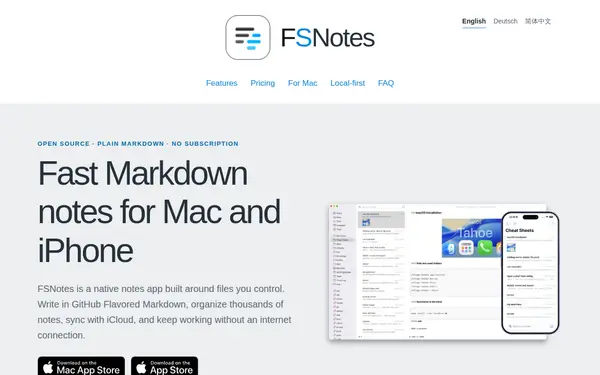 FSNotes
English Deutsch 简体中文
Features Pricing For Mac Local-first FAQ
OPEN SOURCE · PLAIN MARKDOWN · NO SUBSCRIPTION
Fast Markdown
notes for Mac and
iPhone
FSNotes is a native notes app built around files you control.
Write in GitHub Flavored Markdown, organize thousands of
notes, sync with iCloud, and keep working without an internet
connection.
Tahoe
Cheat Sheets
Download on the
Mac App Store
Download on the
App Store